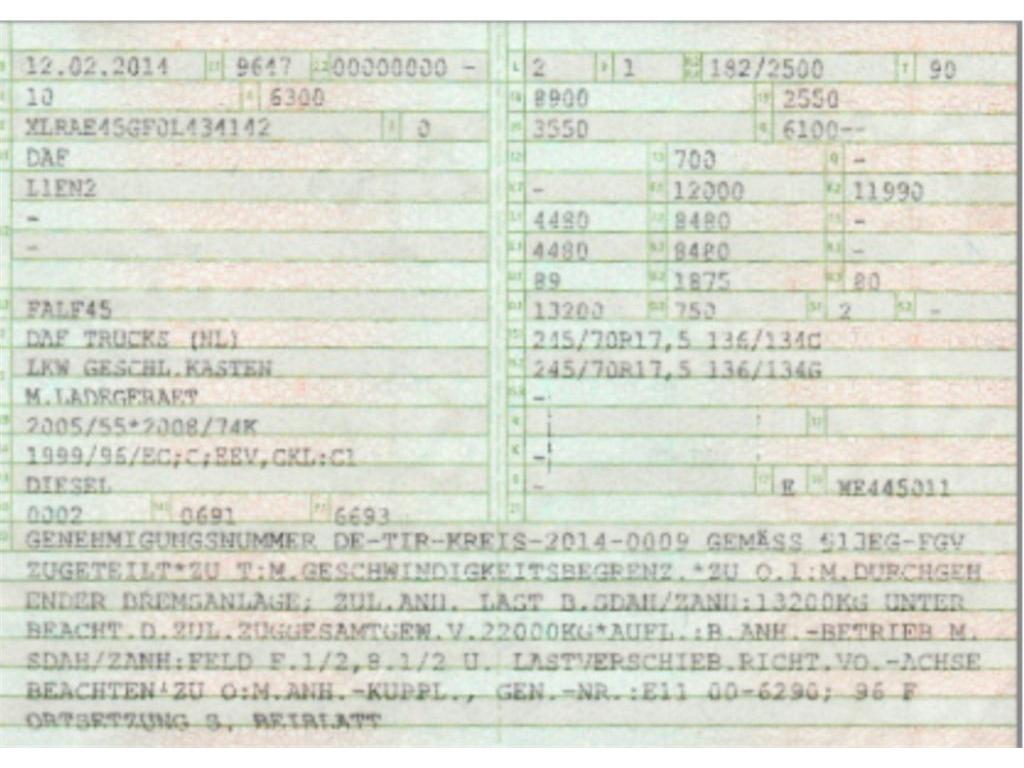 12.02.2014 9647 00000000 -
10 6300
XLRAE45GF0L434142 0
DAF
L1EN2
-
-
FALF45
DAF TRUCKS (NL)
LKW GESCHL.KASTEN
M.LADEGERAET
2005/55*2008/74K
1999/96/EC;C;EEV,GKL:G1
DIESEL
0002 0691 6693
2 1 182/2500 T 90
8900 2550
3550 6100--
700 Q -
- 12000 11990
4480 8480 -
4480 8480 -
89 1875 80
13200 750 2 -
245/70R17,5 136/134G
245/70R17,5 136/134G
-
-
- E ME445011
GENEHMIGUNGSNUMMER DE-TIR-KREIS-2014-0009 GEMÄSS §13EG-FGV
ZUGETEILT*ZU T:M.GESCHWINDIGKEITSBEGRENZ.*ZU O.1:M.DURCHGEH
ENDER BREMSANLAGE; ZUL.ANH. LAST B.SDAH/ZANH:13200KG UNTER
BEACHT.D.ZUL.ZUGGESAMTGEW.V.22000KG*AUFL.:B.ANH.-BETRIEB M.
SDAH/ZANH:FELD F.1/2,8.1/2 U. LASTVERSCHIEB.RICHT.VO.-ACHSE
BEACHTEN*ZU O:M.ANH.-KUPPL., GEN.-NR.:E11 00-6290; 96 F
ORTSETZUNG S. BEIBLATT